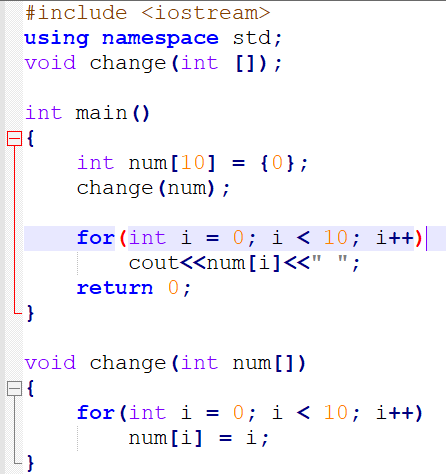 #include <iostream>
using namespace std;
void change(int []);

int main()
{
    int num[10] = {0};
    change(num);

    for(int i = 0; i < 10; i++)
        cout<<num[i]<<" ";
    return 0;
}

void change(int num[])
{
    for(int i = 0; i < 10; i++)
        num[i] = i;
}